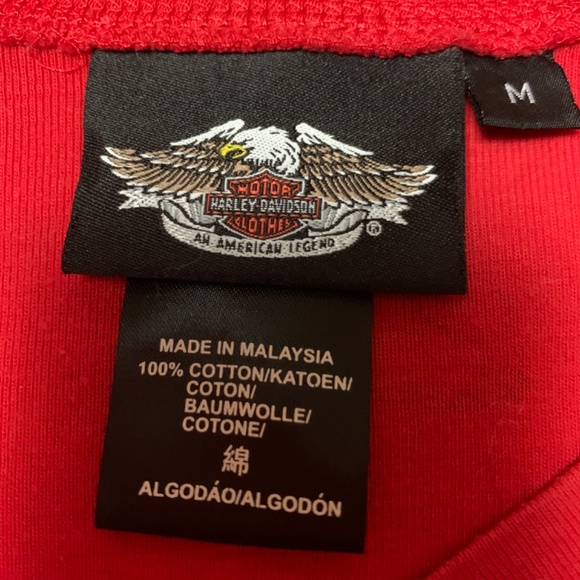 M
MOTOR
HARLEY-DAVIDSON
CLOTHES
AN AMERICAN LEGEND
®
MADE IN MALAYSIA
100% COTTON/KATOEN/
COTON/
BAUMWOLLE/
COTONE/
綿
ALGODÁO/ALGODÓN